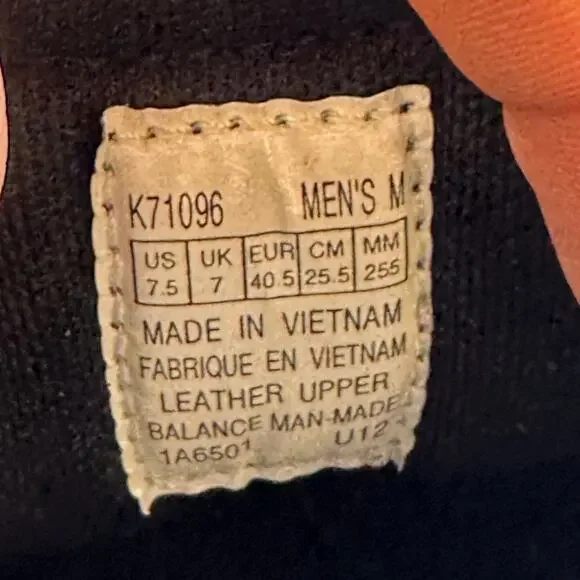 K71096 MEN'S M
US UK EUR CM MM
7.5 7 40.5 25.5 255
MADE IN VIETNAM
FABRIQUE EN VIETNAM
LEATHER UPPER
BALANCE MAN-MADE
1A6501 U12